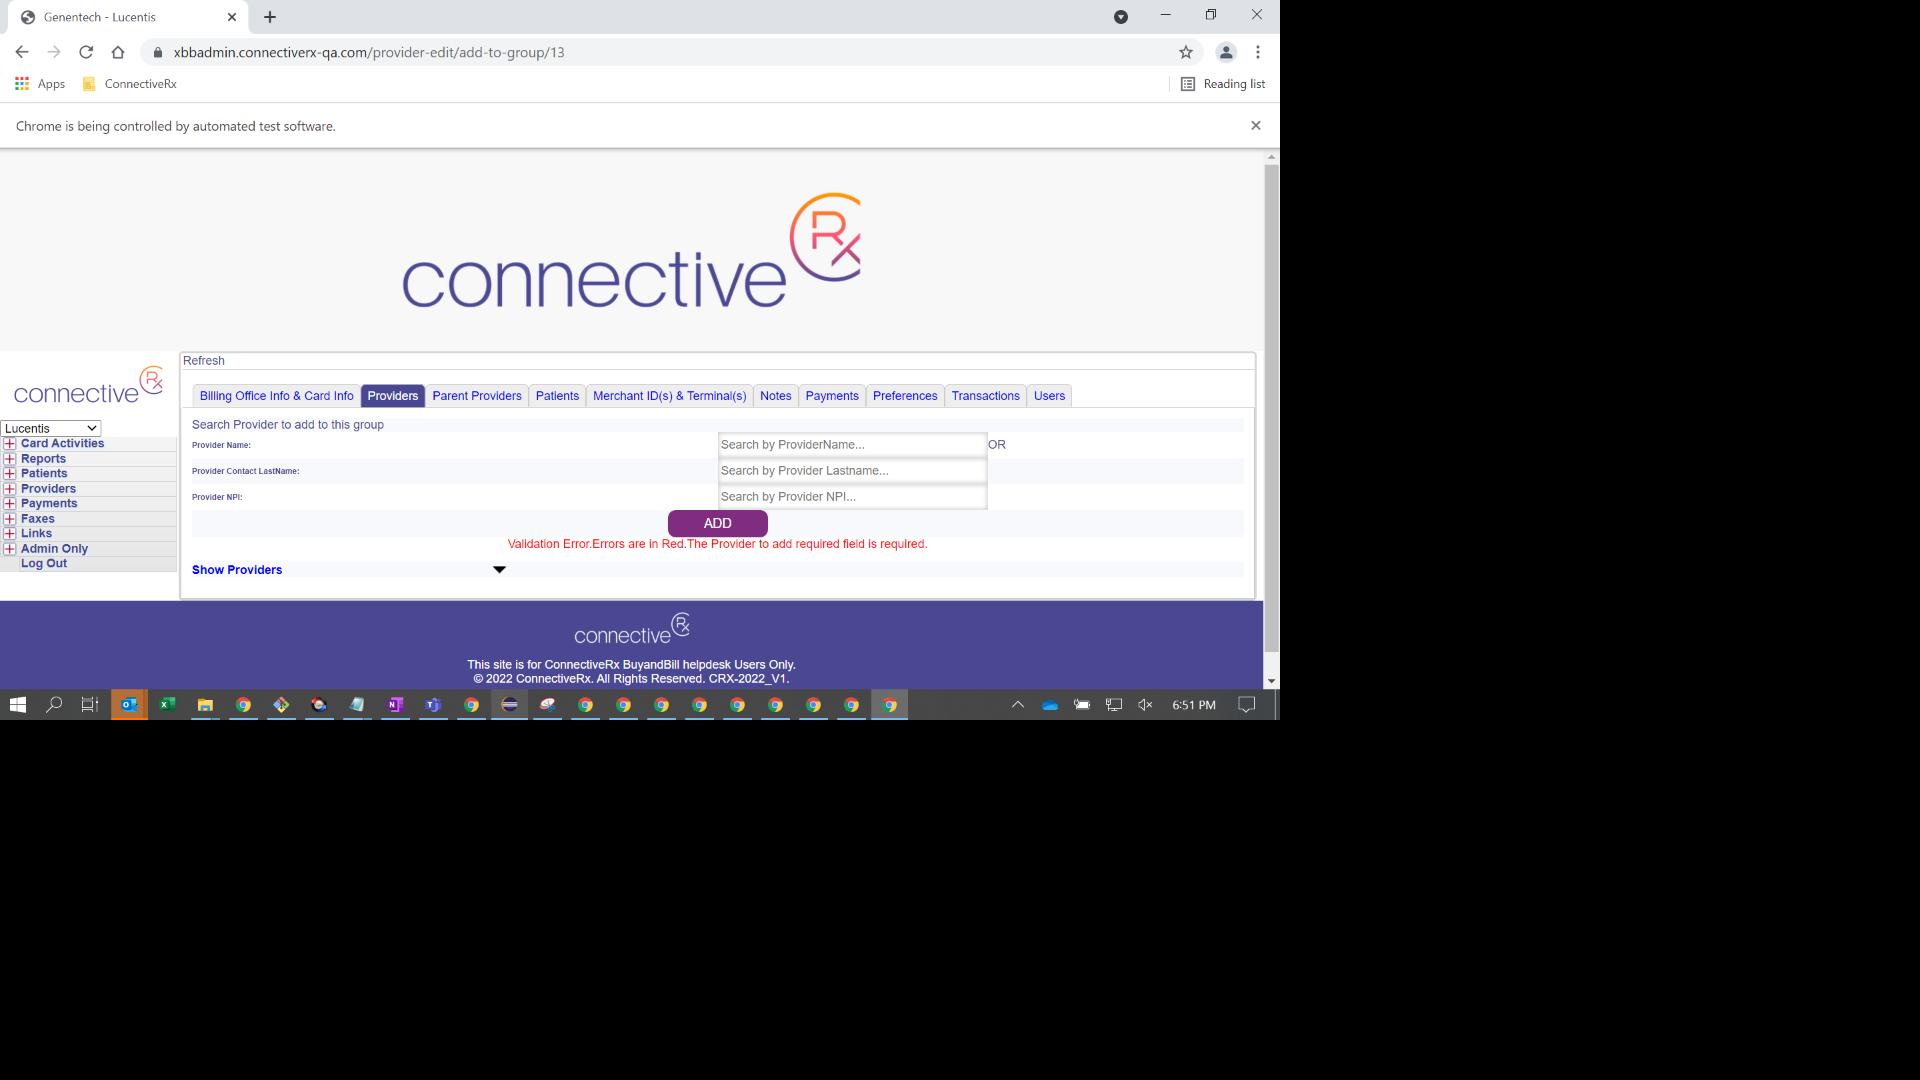 Genentech - Lucentis
xbbadmin.connectiverx-qa.com/provider-edit/add-to-group/13
Apps ConnectiveRx Reading list
Chrome is being controlled by automated test software.
connective Rx
Refresh
connective Rx
Billing Office Info & Card Info Providers Parent Providers Patients Merchant ID(s) & Terminal(s) Notes Payments Preferences Transactions Users
Lucentis
Card Activities
Reports
Patients
Providers
Payments
Faxes
Links
Admin Only
Log Out
Search Provider to add to this group
Provider Name: Search by ProviderName... OR
Provider Contact LastName: Search by Provider Lastname...
Provider NPI: Search by Provider NPI...
ADD
Validation Error.Errors are in Red.The Provider to add required field is required.
Show Providers
connective Rx
This site is for ConnectiveRx BuyandBill helpdesk Users Only.
© 2022 ConnectiveRx. All Rights Reserved. CRX-2022_V1.
6:51 PM